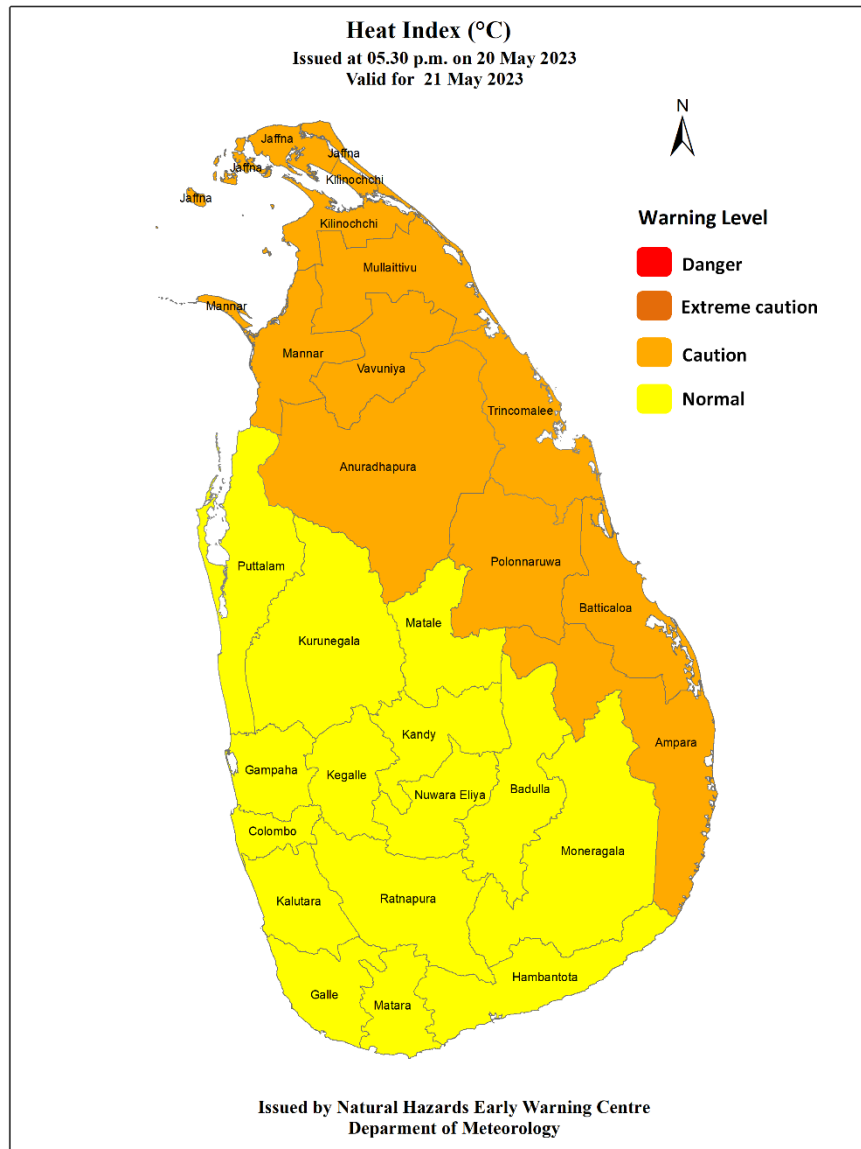 Heat Index (°C)
Issued at 05.30 p.m. on 20 May 2023
Valid for 21 May 2023
N
Jaffna
Jaffna
Jaffna
Kilinochchi
Jaffna
Kilinochchi
Mullaittivu
Mannar
Mannar
Vavuniya
Trincomalee
Anuradhapura
Warning Level
Danger
Extreme caution
Caution
Normal
Polonnaruwa
Puttalam
Batticaloa
Matale
Kurunegala
Kandy
Ampara
Gampaha
Kegalle
Nuwara Eliya
Badulla
Colombo
Moneragala
Kalutara
Ratnapura
Hambantota
Galle
Matara
Issued by Natural Hazards Early Warning Centre
Deparment of Meteorology